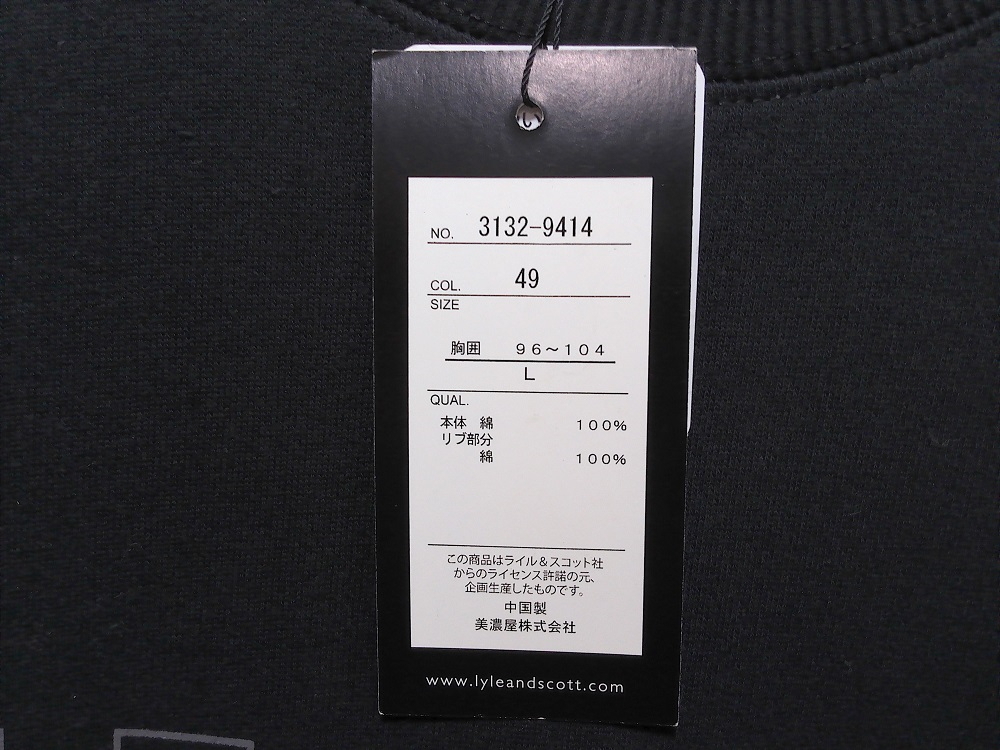 NO. 3132-9414
COL. 49
SIZE
胸囲 96~104
L
QUAL.
本体 綿 100%
リブ部分
綿 100%
この商品はライル&スコット社
からのライセンス許諾の元、
企画生産したものです。
中国製
美濃屋株式会社
www.lyleandscott.com